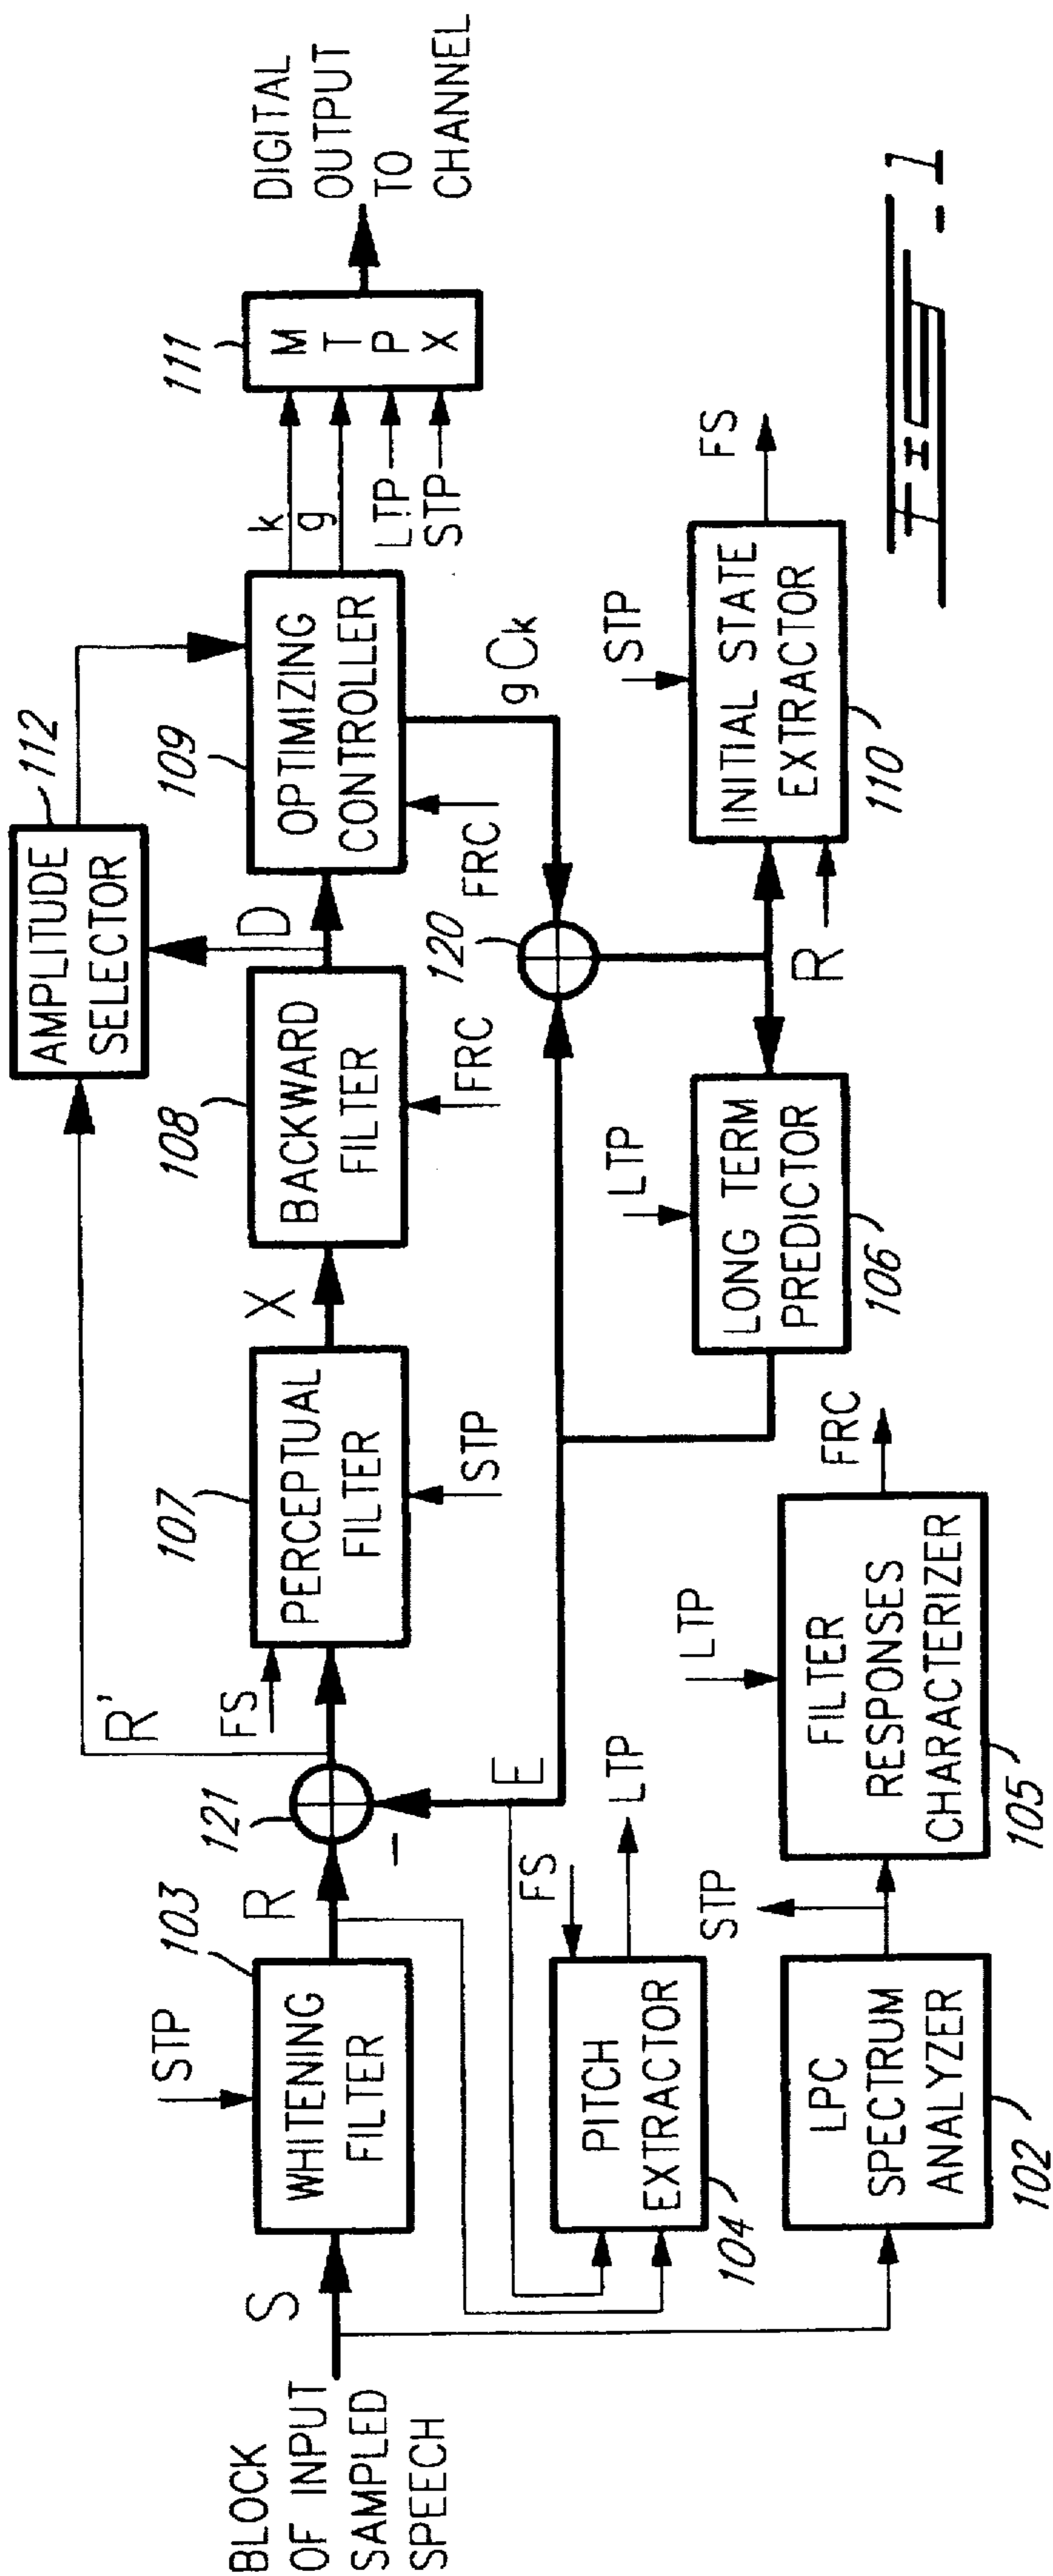 BLOCK
OF INPUT
SAMPLED
SPEECH
S
STP
103
WHITENING
FILTER
R
121
-
R'
FS
107
PERCEPTUAL
FILTER
STP
X
108
BACKWARD
FILTER
FRC
D
AMPLITUDE
SELECTOR
112
109
OPTIMIZING
CONTROLLER
FRC
k
g
LTP
STP
111
M
T
P
X
DIGITAL
OUTPUT
TO
CHANNEL
gCk
120
E
FS
PITCH
EXTRACTOR
104
LTP
LTP
LONG TERM
PREDICTOR
106
R
STP
INITIAL STATE
EXTRACTOR
110
FS
LPC
SPECTRUM
ANALYZER
102
STP
LTP
FILTER
RESPONSES
CHARACTERIZER
105
FRC
FIG-1